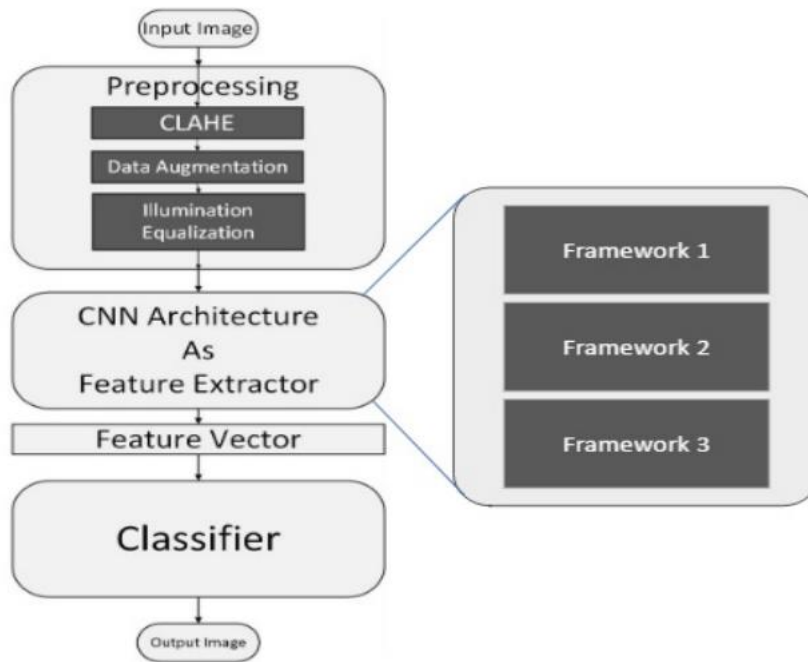 Input Image
Preprocessing
CLAHE
Data Augmentation
Illumination
Equalization
CNN Architecture
As
Feature Extractor
Feature Vector
Classifier
Output Image
Framework 1
Framework 2
Framework 3